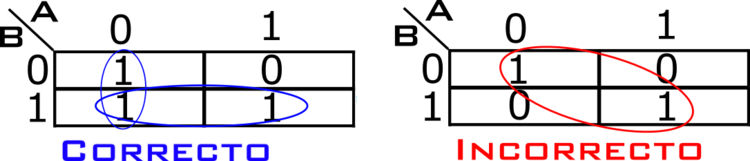 A
B 0 1
0 1 0
1 1 1
CORRECTO
A
B 0 1
0 1 0
1 0 1
INCORRECTO